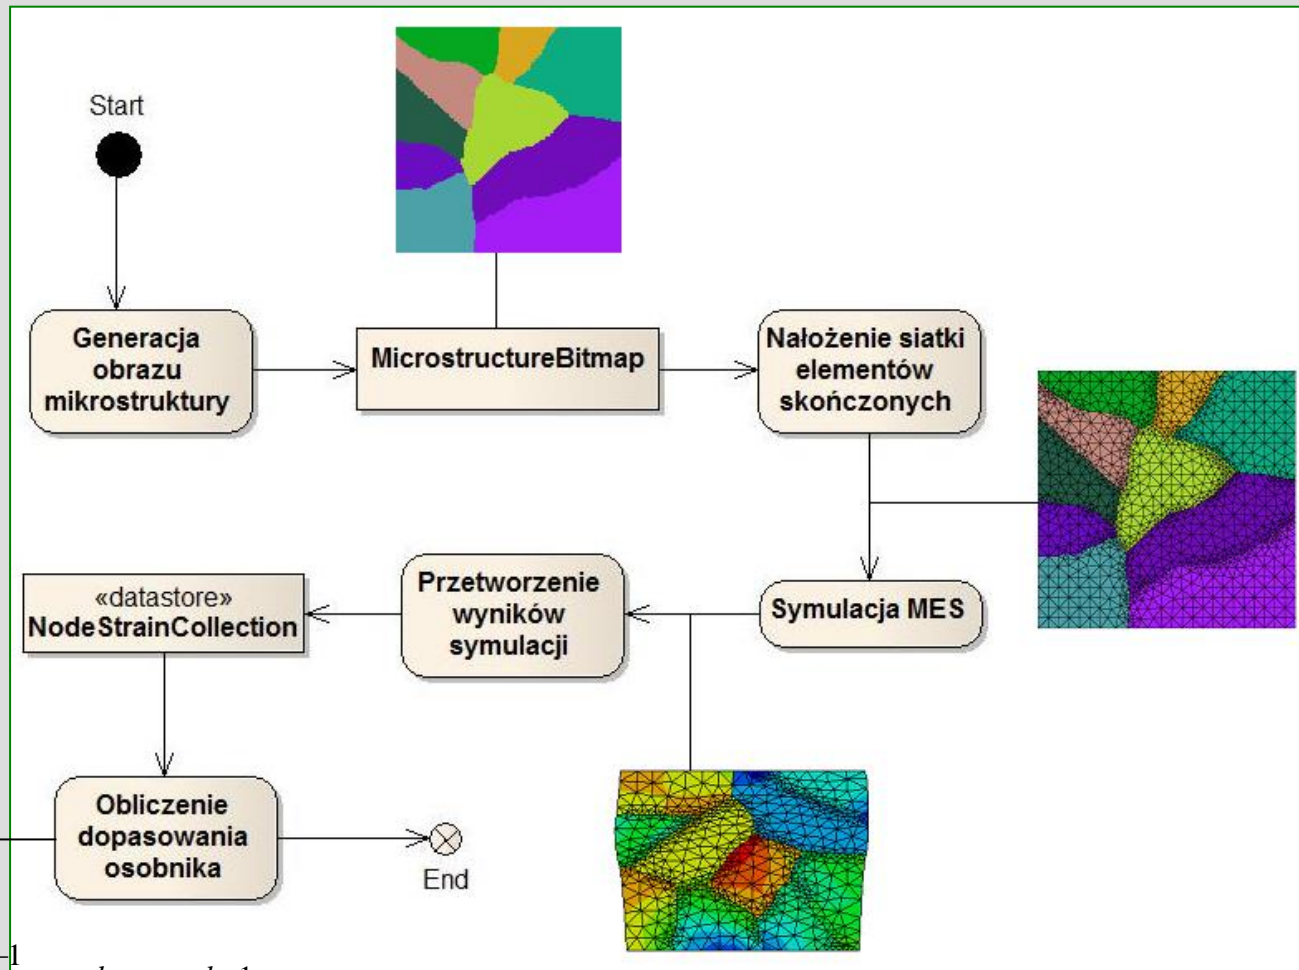 Start
Generacja
obrazu
mikrostruktury
MicrostructureBitmap
Nałożenie siatki
elementów
skończonych
Symulacja MES
Przetworzenie
wyników
symulacji
«datastore»
NodeStrainCollection
Obliczenie
dopasowania
osobnika
End
1